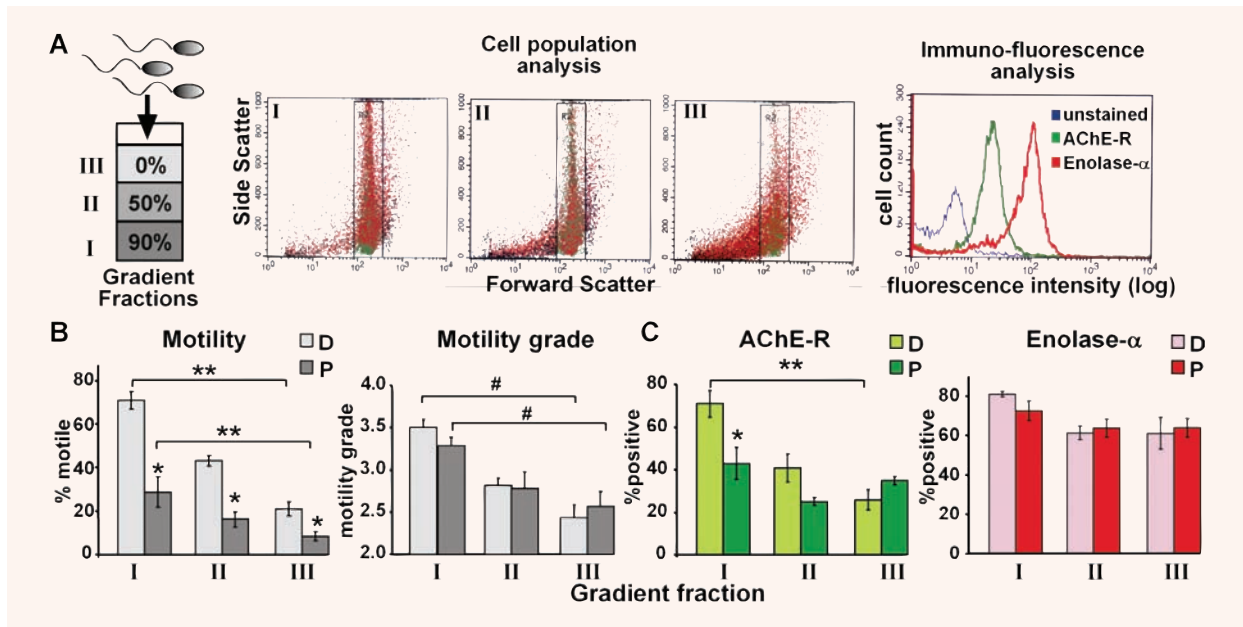 A
III
0%
II
50%
I
90%
Gradient
Fractions
Cell population
analysis
Side Scatter
I
II
III
Forward Scatter
Immuno-fluorescence
analysis
cell count
unstained
AChE-R
Enolase-α
fluorescence intensity (log)
B
Motility
D
P
% motile
80
60
40
20
0
**
**
*
*
*
I
II
III
Motility grade
motility grade
4.0
3.5
3.0
2.5
2.0
#
#
I
II
III
C
AChE-R
D
P
%positive
80
60
40
20
0
**
*
I
II
III
Enolase-α
D
P
%positive
80
60
40
20
0
I
II
III
Gradient fraction